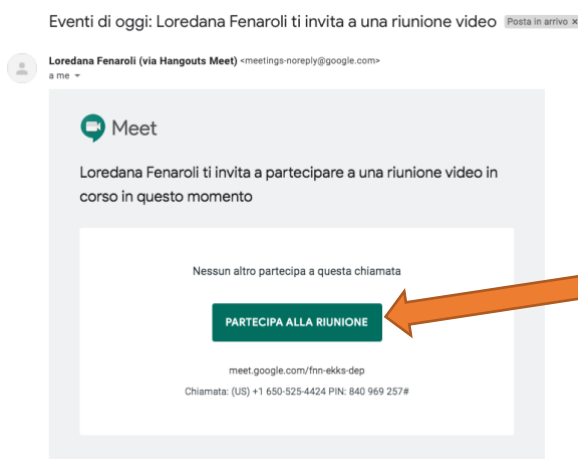 Eventi di oggi: Loredana Fenaroli ti invita a una riunione video Posta in arrivo ×
Loredana Fenaroli (via Hangouts Meet) <meetings-noreply@google.com>
a me
Meet
Loredana Fenaroli ti invita a partecipare a una riunione video in
corso in questo momento
Nessun altro partecipa a questa chiamata
PARTECIPA ALLA RIUNIONE
meet.google.com/fnn-ekks-dep
Chiamata: (US) +1 650-525-4424 PIN: 840 969 257#